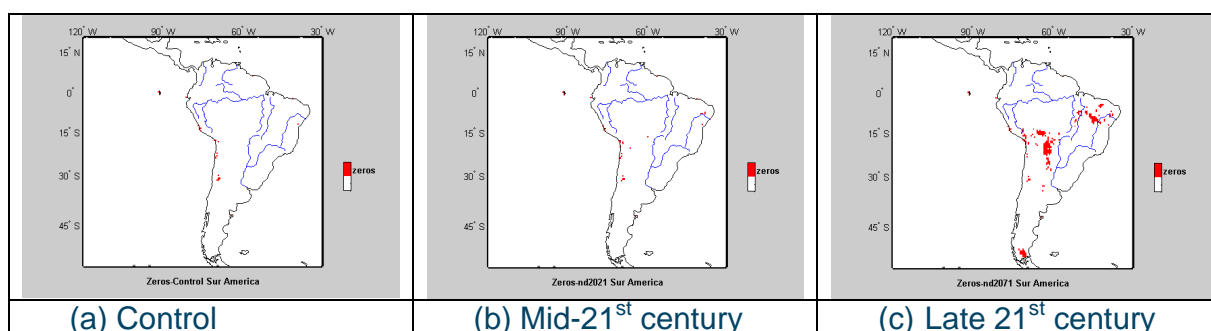 120° W 90° W 60° W 30° W
15° N
0°
15° S
30° S
45° S
zeros
Zeros-Control Sur America
(a) Control
120° W 90° W 60° W 30° W
15° N
0°
15° S
30° S
45° S
zeros
Zeros-nd2021 Sur America
(b) Mid-21st century
120° W 90° W 60° W 30° W
15° N
0°
15° S
30° S
45° S
zeros
Zeros-nd2071 Sur America
(c) Late 21st century